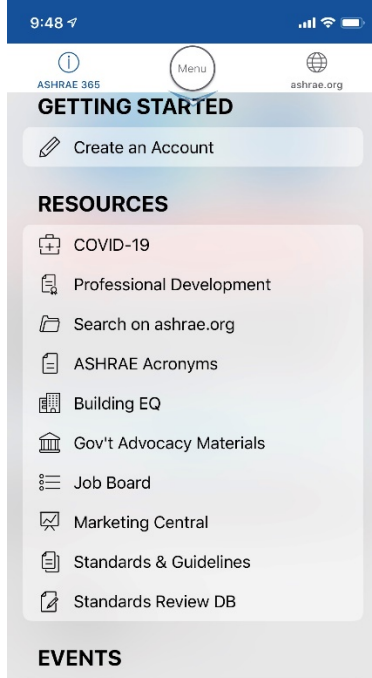 9:48
ASHRAE 365
Menu
ashrae.org
GETTING STARTED
Create an Account
RESOURCES
COVID-19
Professional Development
Search on ashrae.org
ASHRAE Acronyms
Building EQ
Gov't Advocacy Materials
Job Board
Marketing Central
Standards & Guidelines
Standards Review DB
EVENTS